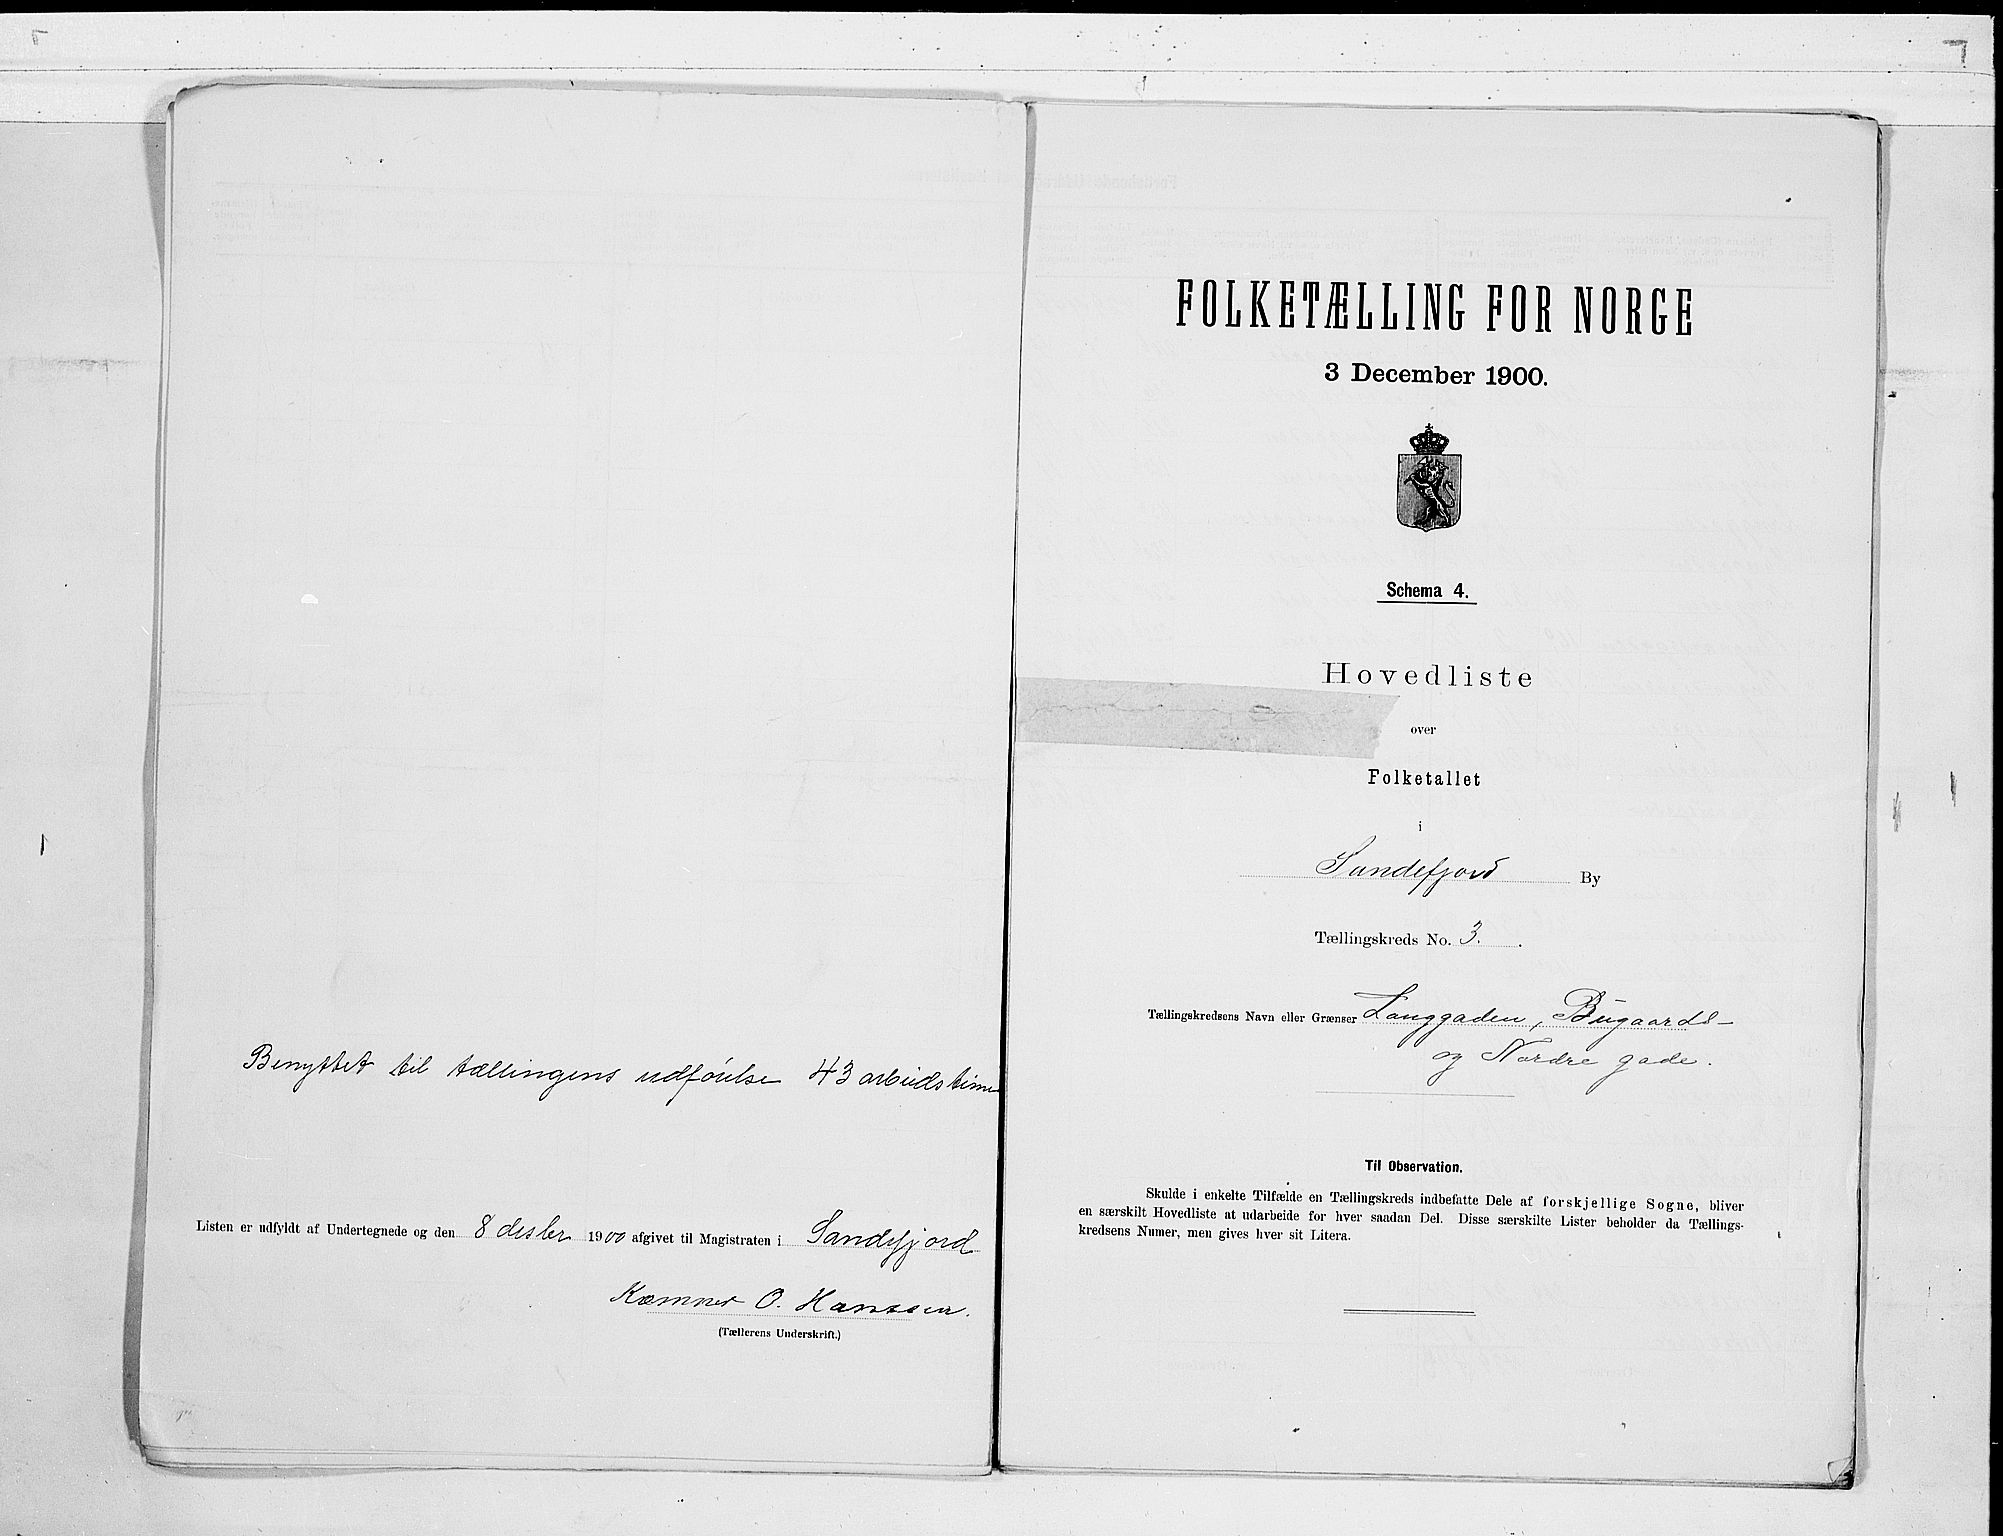 Benyttet til tællingens udførelse 43 arbeidstime
Listen er udfyldt af Undertegnede og den 8 desbr 1900 afgivet til Magistraten i Sandefjord
Kæmner O. Hanssen.
(Tællerens Underskrift.)
FOLKETÆLLING FOR NORGE
3 December 1900.
Schema 4.
Hovedliste
over
Folketallet
i
Sandefjord By
Tællingskreds No. 3.
Tællingskredsens Navn eller Grænser Langgaden, Bugaards-
og Nordre gade.
Til Observation.
Skulde i enkelte Tilfælde en Tællingskreds indbefatte Dele af forskjellige Sogne, bliver
en særskilt Hovedliste at udarbeide for hver saadan Del. Disse særskilte Lister beholder da Tællings-
kredsens Numer, men gives hver sit Litera.